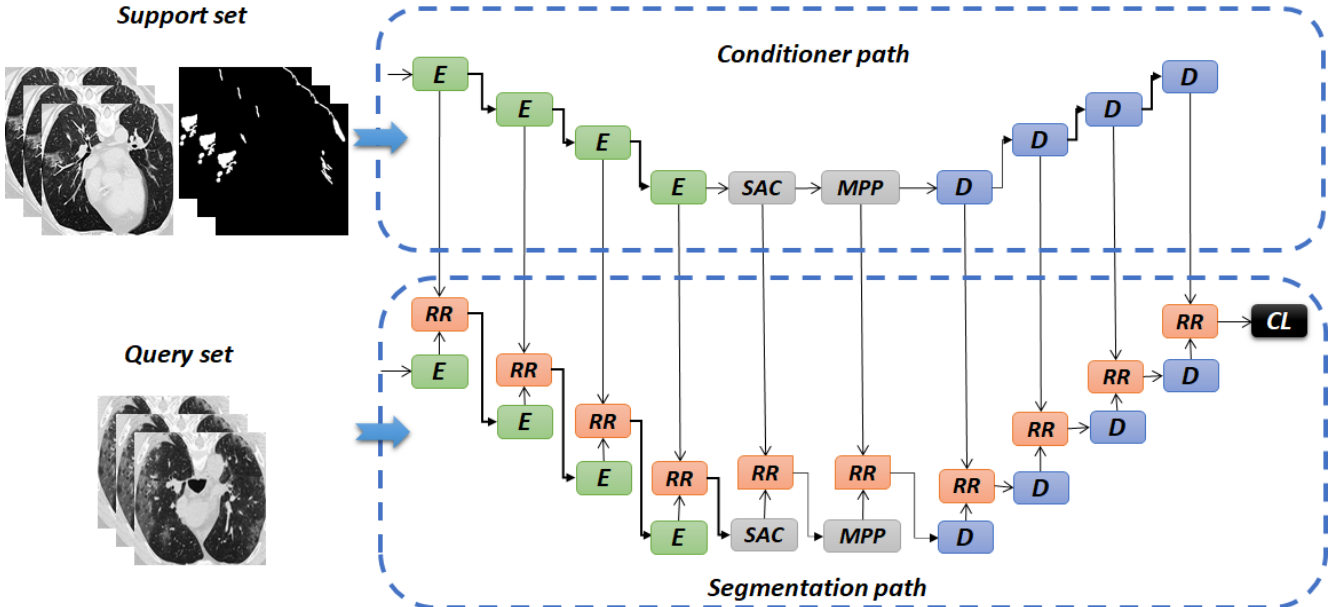 Support set
Conditioner path
E
E
E
E
SAC
MPP
D
D
D
D
Query set
RR
E
RR
E
RR
E
RR
E
RR
SAC
RR
MPP
RR
D
RR
D
RR
D
RR
D
CL
Segmentation path